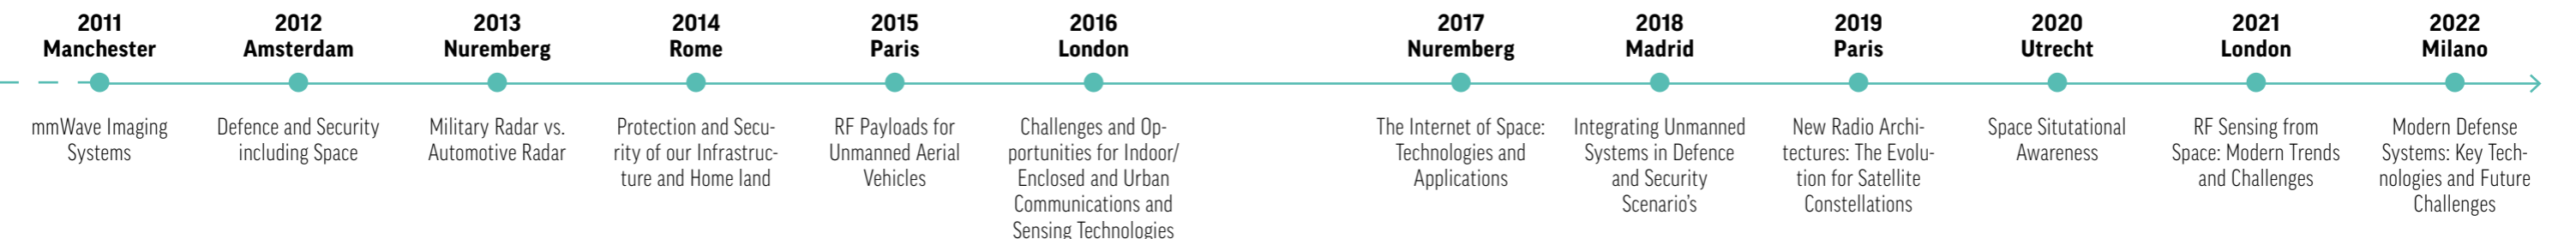 2011
Manchester
mmWave Imaging
Systems
2012
Amsterdam
Defence and Security
including Space
2013
Nuremberg
Military Radar vs.
Automotive Radar
2014
Rome
Protection and Secu-
rity of our Infrastruc-
ture and Home land
2015
Paris
RF Payloads for
Unmanned Aerial
Vehicles
2016
London
Challenges and Op-
portunities for Indoor/
Enclosed and Urban
Communications and
Sensing Technologies
2017
Nuremberg
The Internet of Space:
Technologies and
Applications
2018
Madrid
Integrating Unmanned
Systems in Defence
and Security
Scenario's
2019
Paris
New Radio Archi-
tectures: The Evolu-
tion for Satellite
Constellations
2020
Utrecht
Space Situtational
Awareness
2021
London
RF Sensing from
Space: Modern Trends
and Challenges
2022
Milano
Modern Defense
Systems: Key Tech-
nologies and Future
Challenges